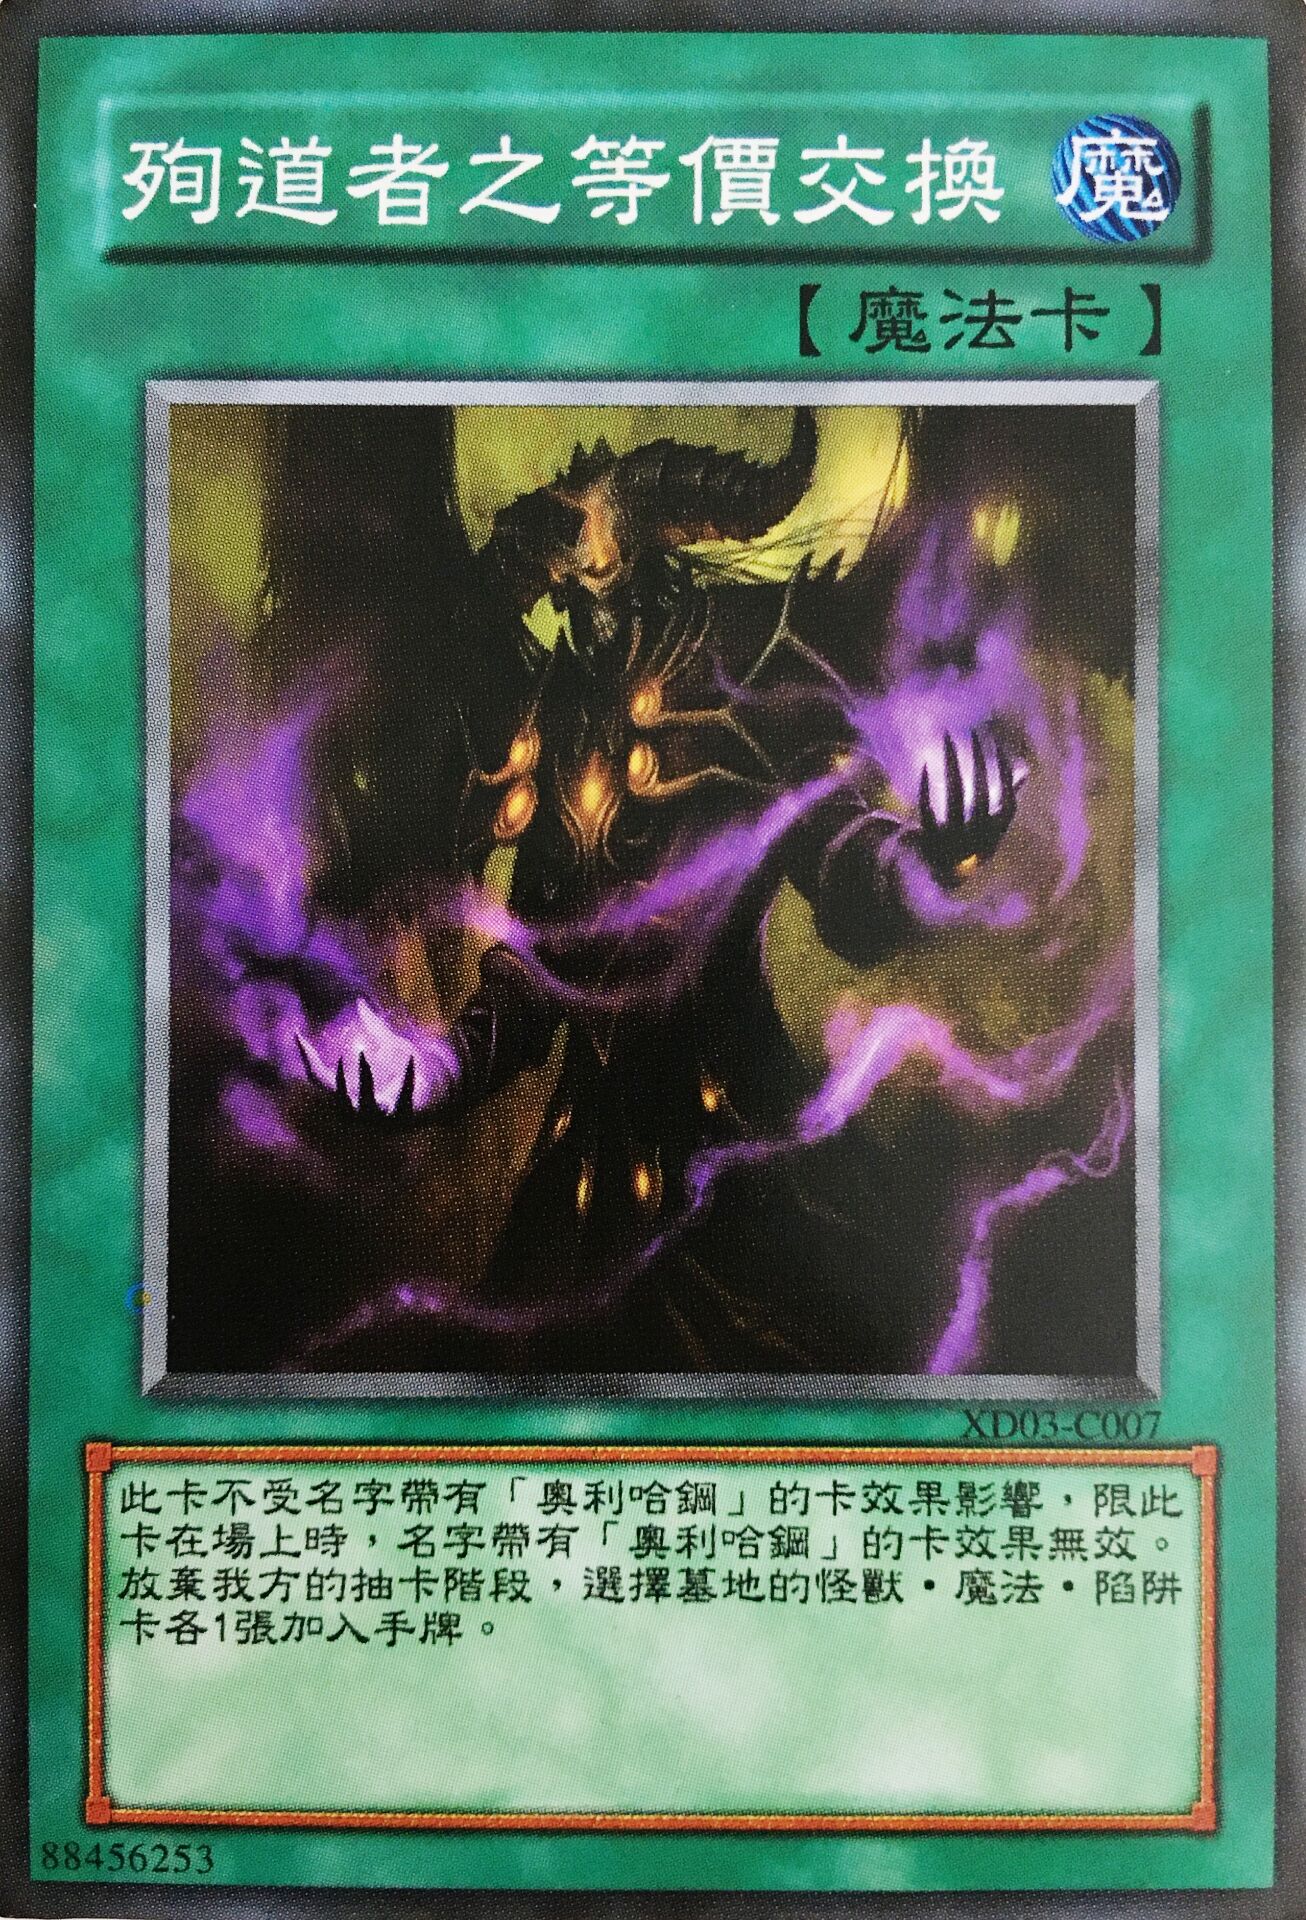 殉道者之等價交換 魔
【魔法卡】
XD03-C007
此卡不受名字帶有「奧利哈鋼」的卡效果影響，限此
卡在場上時，名字帶有「奧利哈鋼」的卡效果無效。
放棄我方的抽卡階段，選擇墓地的怪獸・魔法・陷阱
卡各1張加入手牌。
88456253